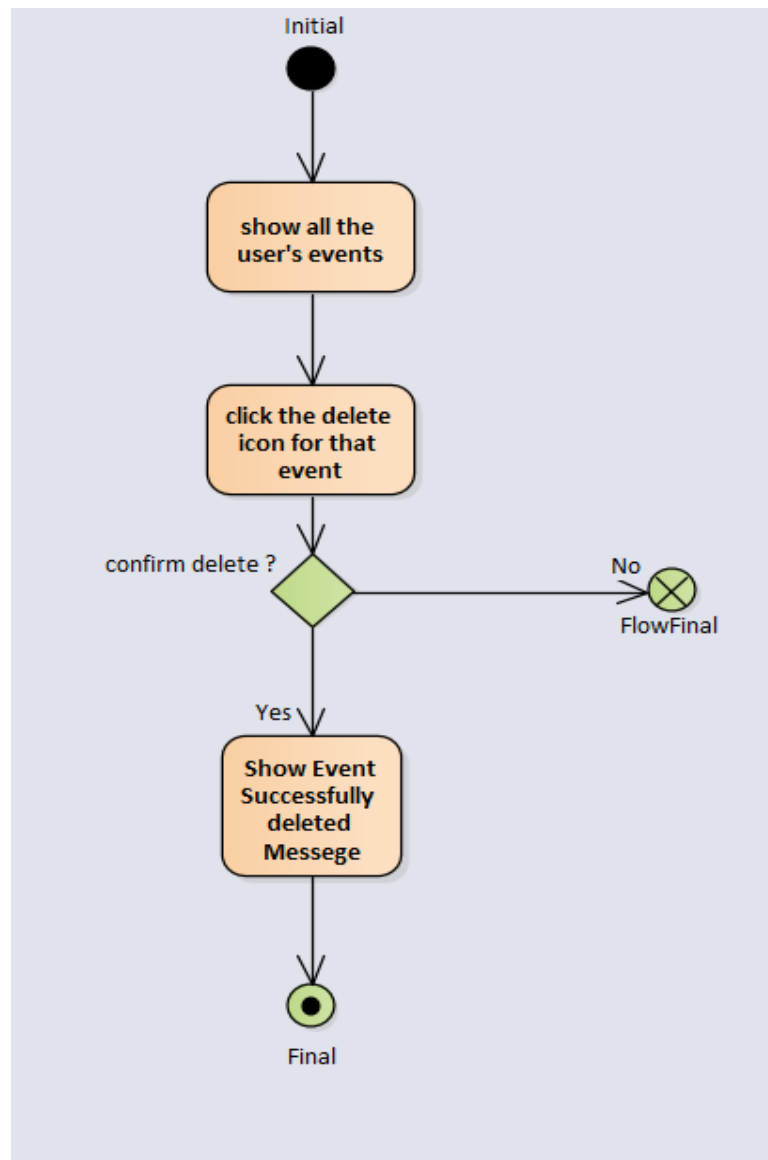 Initial
show all the
user's events
click the delete
icon for that
event
confirm delete ?
No
FlowFinal
Yes
Show Event
Successfully
deleted
Messege
Final